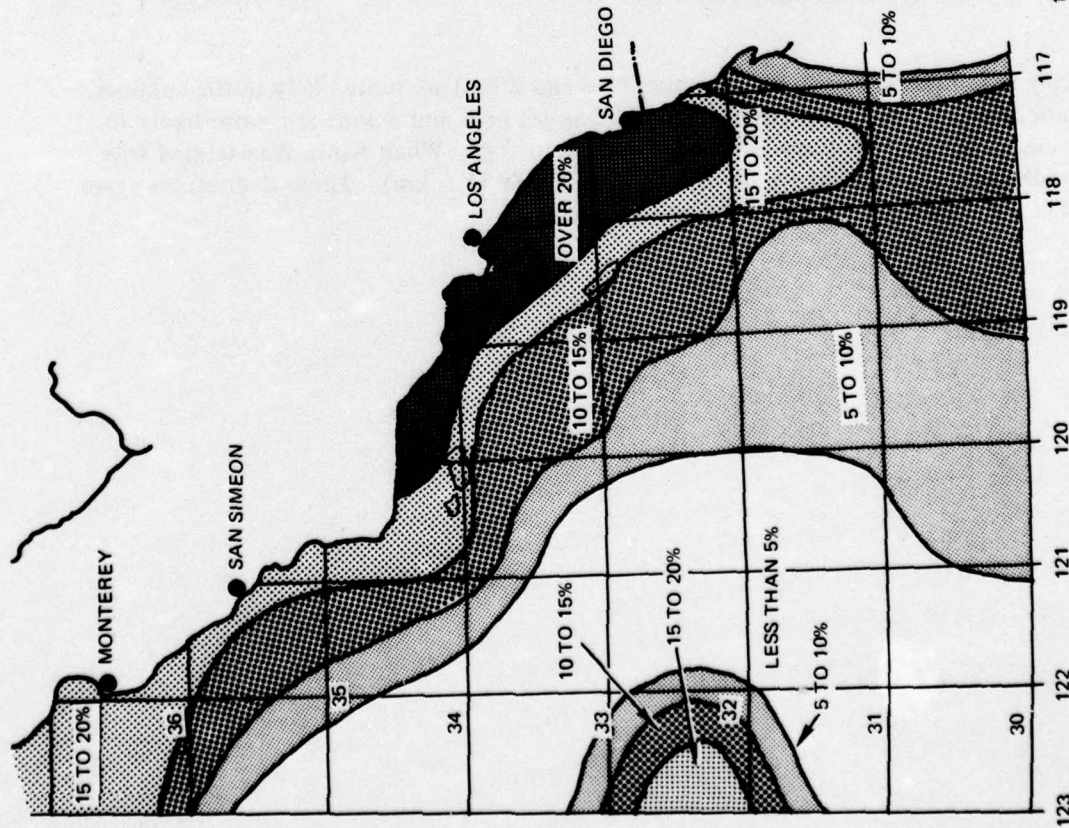 MONTEREY
SAN SIMEON
LOS ANGELES
SAN DIEGO
15 TO 20%
OVER 20%
15 TO 20%
5 TO 10%
10 TO 15%
5 TO 10%
10 TO 15%
15 TO 20%
LESS THAN 5%
5 TO 10%
36
35
34
33
32
31
30
123
122
121
120
119
118
117